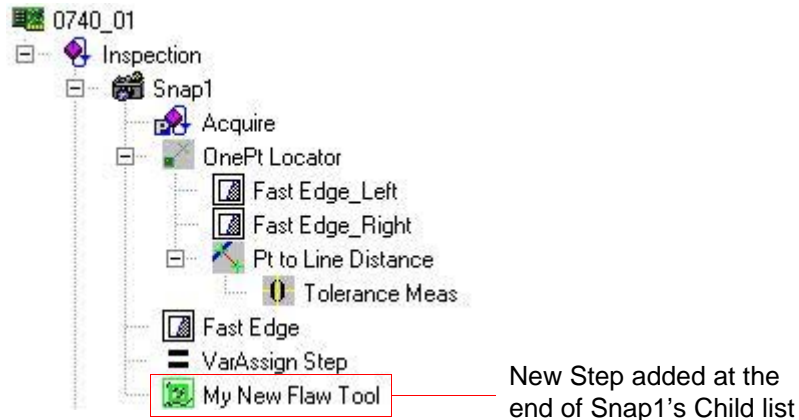 0740_01
Inspection
Snap1
Acquire
OnePt Locator
Fast Edge_Left
Fast Edge_Right
Pt to Line Distance
Tolerance Meas
Fast Edge
VarAssign Step
My New Flaw Tool
New Step added at the
end of Snap1's Child list